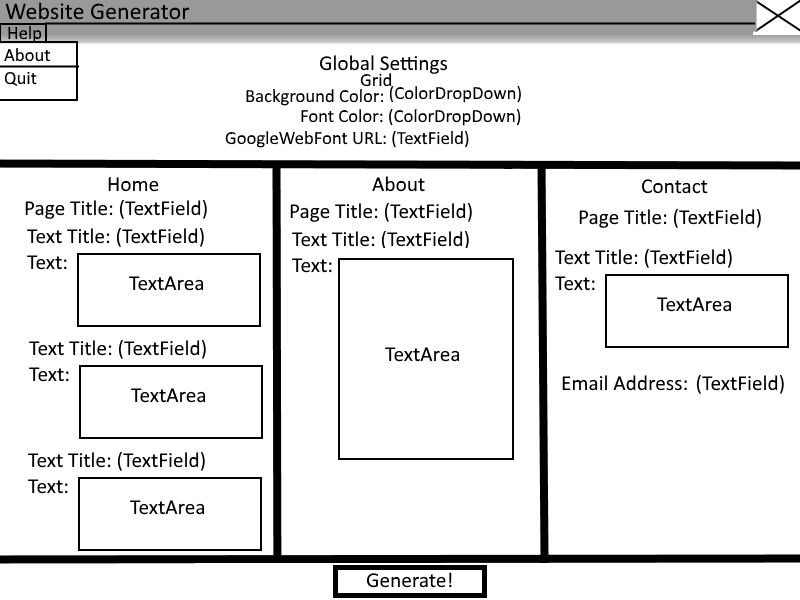 Website Generator
Help
About
Quit
Global Settings
Grid
Background Color: (ColorDropDown)
Font Color: (ColorDropDown)
GoogleWebFont URL: (TextField)
Home
Page Title: (TextField)
Text Title: (TextField)
Text:
TextArea
Text Title: (TextField)
Text:
TextArea
Text Title: (TextField)
Text:
TextArea
About
Page Title: (TextField)
Text Title: (TextField)
Text:
TextArea
Contact
Page Title: (TextField)
Text Title: (TextField)
Text:
TextArea
Email Address: (TextField)
Generate!